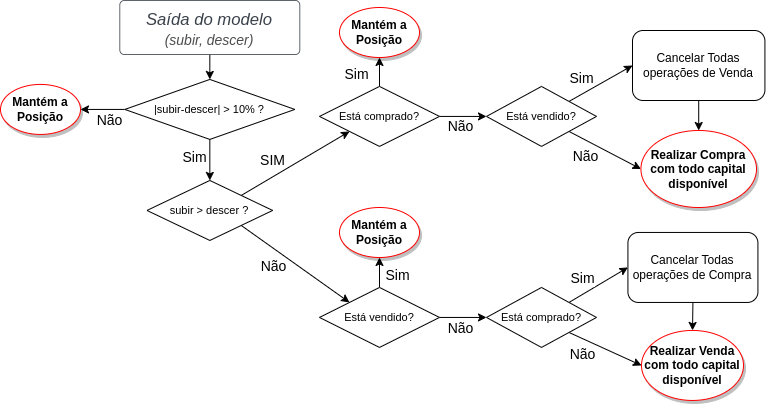 Saída do modelo
(subir, descer)
|subir-descer| > 10% ?
Não
Mantém a
Posição
Sim
subir > descer ?
SIM
Está comprado?
Sim
Mantém a
Posição
Não
Está vendido?
Sim
Cancelar Todas
operações de Venda
Não
Realizar Compra
com todo capital
disponível
Não
Está vendido?
Sim
Mantém a
Posição
Não
Está comprado?
Sim
Cancelar Todas
operações de Compra
Não
Realizar Venda
com todo capital
disponível